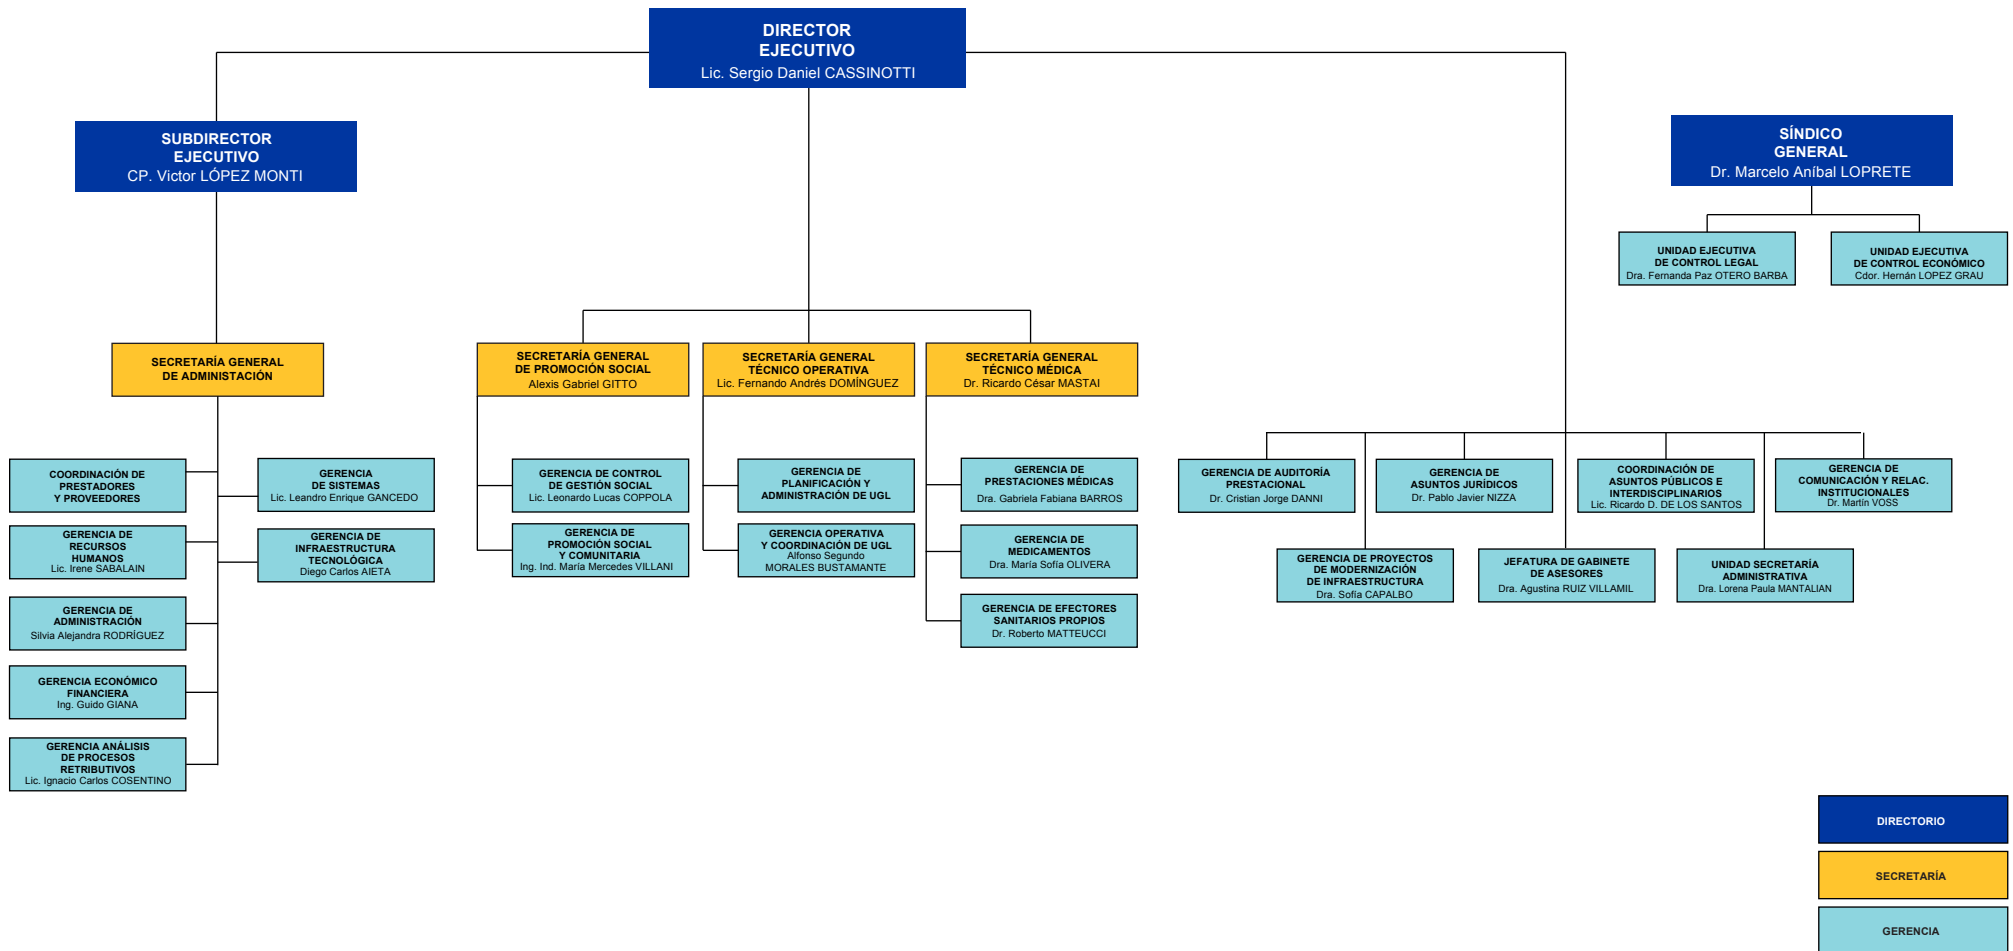 DIRECTOR
EJECUTIVO
Lic. Sergio Daniel CASSINOTTI
SUBDIRECTOR
EJECUTIVO
CP. Victor LÓPEZ MONTI
SÍNDICO
GENERAL
Dr. Marcelo Aníbal LOPRETE
UNIDAD EJECUTIVA
DE CONTROL LEGAL
Dra. Fernanda Paz OTERO BARBA
UNIDAD EJECUTIVA
DE CONTROL ECONÓMICO
Cdor. Hernán LOPEZ GRAU
SECRETARÍA GENERAL
DE ADMINISTACIÓN
SECRETARÍA GENERAL
DE PROMOCIÓN SOCIAL
Alexis Gabriel GITTO
SECRETARÍA GENERAL
TÉCNICO OPERATIVA
Lic. Fernando Andrés DOMÍNGUEZ
SECRETARÍA GENERAL
TÉCNICO MÉDICA
Dr. Ricardo César MASTAI
COORDINACIÓN DE
PRESTADORES
Y PROVEEDORES
GERENCIA
DE SISTEMAS
Lic. Leandro Enrique GANCEDO
GERENCIA DE
RECURSOS
HUMANOS
Lic. Irene SABALAIN
GERENCIA DE
INFRAESTRUCTURA
TECNOLÓGICA
Diego Carlos AIETA
GERENCIA DE
ADMINISTRACIÓN
Silvia Alejandra RODRÍGUEZ
GERENCIA ECONÓMICO
FINANCIERA
Ing. Guido GIANA
GERENCIA ANÁLISIS
DE PROCESOS
RETRIBUTIVOS
Lic. Ignacio Carlos COSENTINO
GERENCIA DE CONTROL
DE GESTIÓN SOCIAL
Lic. Leonardo Lucas COPPOLA
GERENCIA DE
PROMOCIÓN SOCIAL
Y COMUNITARIA
Ing. Ind. María Mercedes VILLANI
GERENCIA DE
PLANIFICACIÓN Y
ADMINISTRACIÓN DE UGL
GERENCIA OPERATIVA
Y COORDINACIÓN DE UGL
Alfonso Segundo
MORALES BUSTAMANTE
GERENCIA DE
PRESTACIONES MÉDICAS
Dra. Gabriela Fabiana BARROS
GERENCIA DE
MEDICAMENTOS
Dra. María Sofía OLIVERA
GERENCIA DE EFECTORES
SANITARIOS PROPIOS
Dr. Roberto MATTEUCCI
GERENCIA DE AUDITORÍA
PRESTACIONAL
Dr. Cristian Jorge DANNI
GERENCIA DE
ASUNTOS JURÍDICOS
Dr. Pablo Javier NIZZA
COORDINACIÓN DE
ASUNTOS PÚBLICOS E
INTERDISCIPLINARIOS
Lic. Ricardo D. DE LOS SANTOS
GERENCIA DE
COMUNICACIÓN Y RELAC.
INSTITUCIONALES
Dr. Martín VOSS
GERENCIA DE PROYECTOS
DE MODERNIZACIÓN
DE INFRAESTRUCTURA
Dra. Sofía CAPALBO
JEFATURA DE GABINETE
DE ASESORES
Dra. Agustina RUIZ VILLAMIL
UNIDAD SECRETARÍA
ADMINISTRATIVA
Dra. Lorena Paula MANTALIAN
DIRECTORIO
SECRETARÍA
GERENCIA